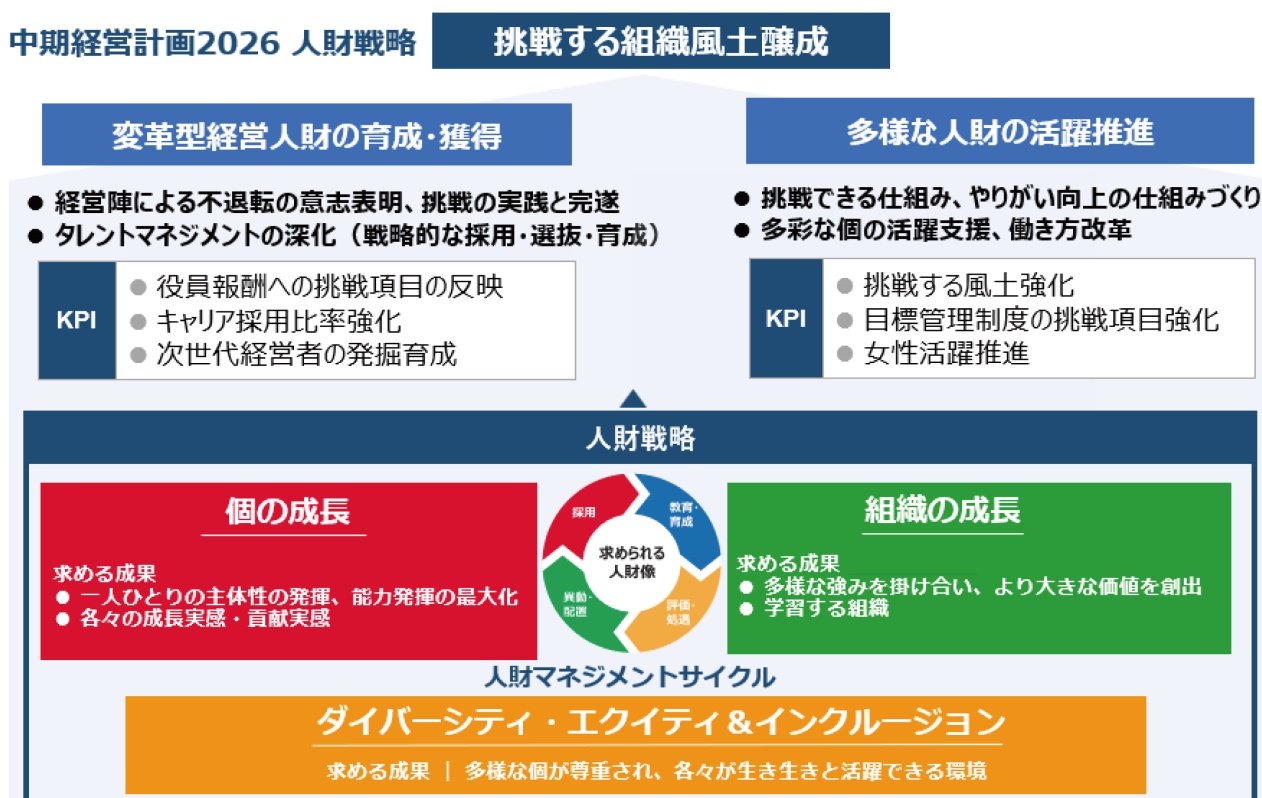 中期経営計画2026 人財戦略
挑戦する組織風土醸成
変革型経営人財の育成・獲得
● 経営陣による不退転の意志表明、挑戦の実践と完遂
● タレントマネジメントの深化（戦略的な採用・選抜・育成）
KPI
● 役員報酬への挑戦項目の反映
● キャリア採用比率強化
● 次世代経営者の発掘育成
多様な人財の活躍推進
● 挑戦できる仕組み、やりがい向上の仕組みづくり
● 多彩な個の活躍支援、働き方改革
KPI
● 挑戦する風土強化
● 目標管理制度の挑戦項目強化
● 女性活躍推進
人財戦略
個の成長
求める成果
● 一人ひとりの主体性の発揮、能力発揮の最大化
● 各々の成長実感・貢献実感
採用
教育・
育成
求められる
人財像
異動・
配置
評価・
処遇
組織の成長
求める成果
● 多様な強みを掛け合い、より大きな価値を創出
● 学習する組織
人財マネジメントサイクル
ダイバーシティ・エクイティ＆インクルージョン
求める成果 ｜ 多様な個が尊重され、各々が生き生きと活躍できる環境